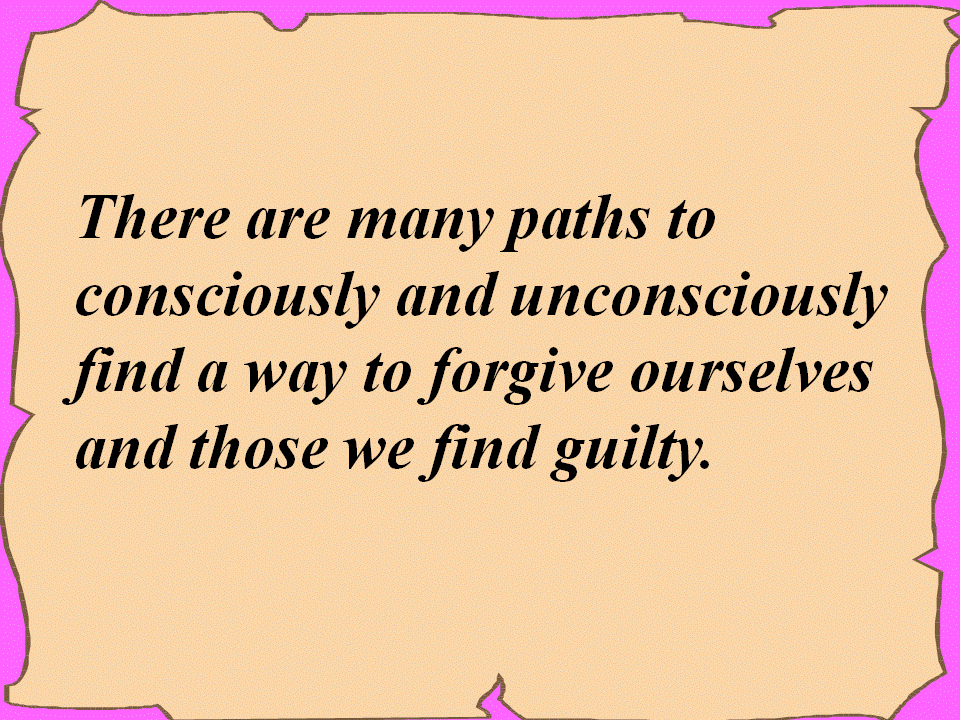 There are many paths to
consciously and unconsciously
find a way to forgive ourselves
and those we find guilty.